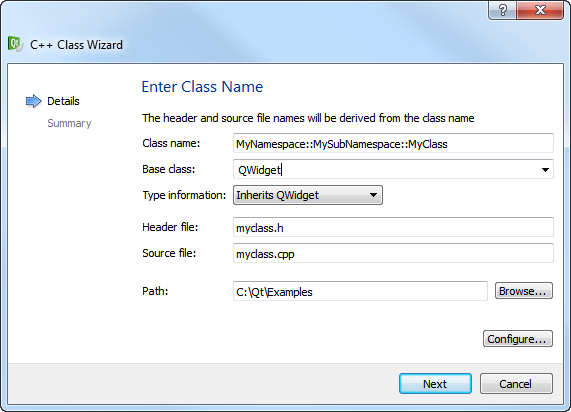 C++ Class Wizard
Details
Summary
Enter Class Name
The header and source file names will be derived from the class name
Class name: MyNamespace::MySubNamespace::MyClass
Base class: QWidget
Type information: Inherits QWidget
Header file: myclass.h
Source file: myclass.cpp
Path: C:\Qt\Examples Browse...
Configure...
Next Cancel